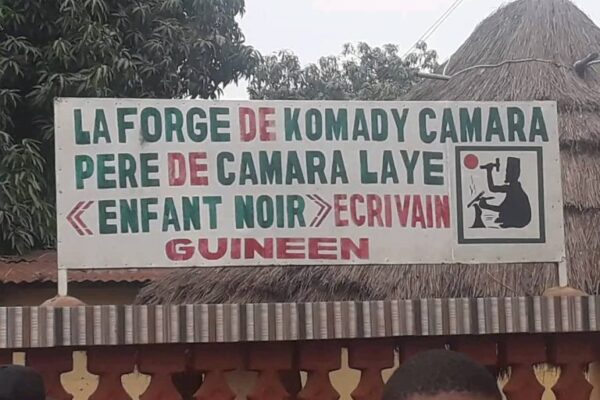 LA FORGE DE KOMADY CAMARA
PERE DE CAMARA LAYE
<<ENFANT NOIR>> ECRIVAIN
GUINEEN